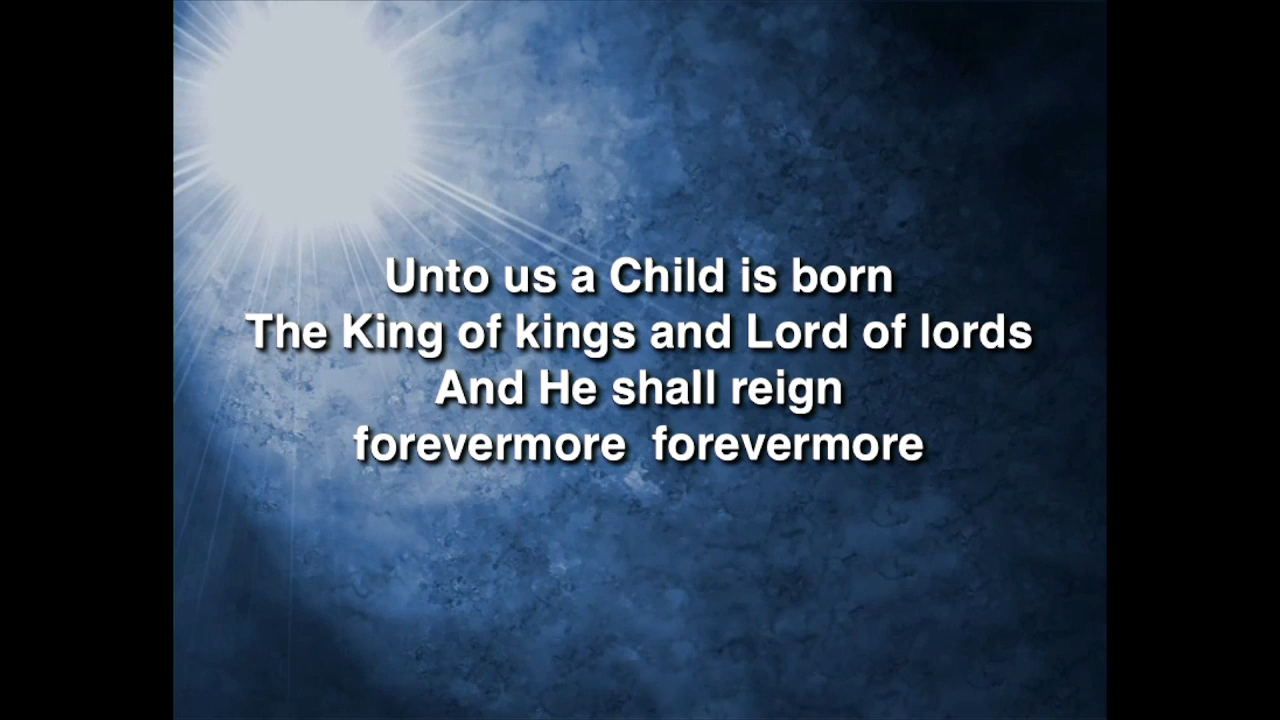 Unto us a Child is born
The King of kings and Lord of lords
And He shall reign
forevermore  forevermore